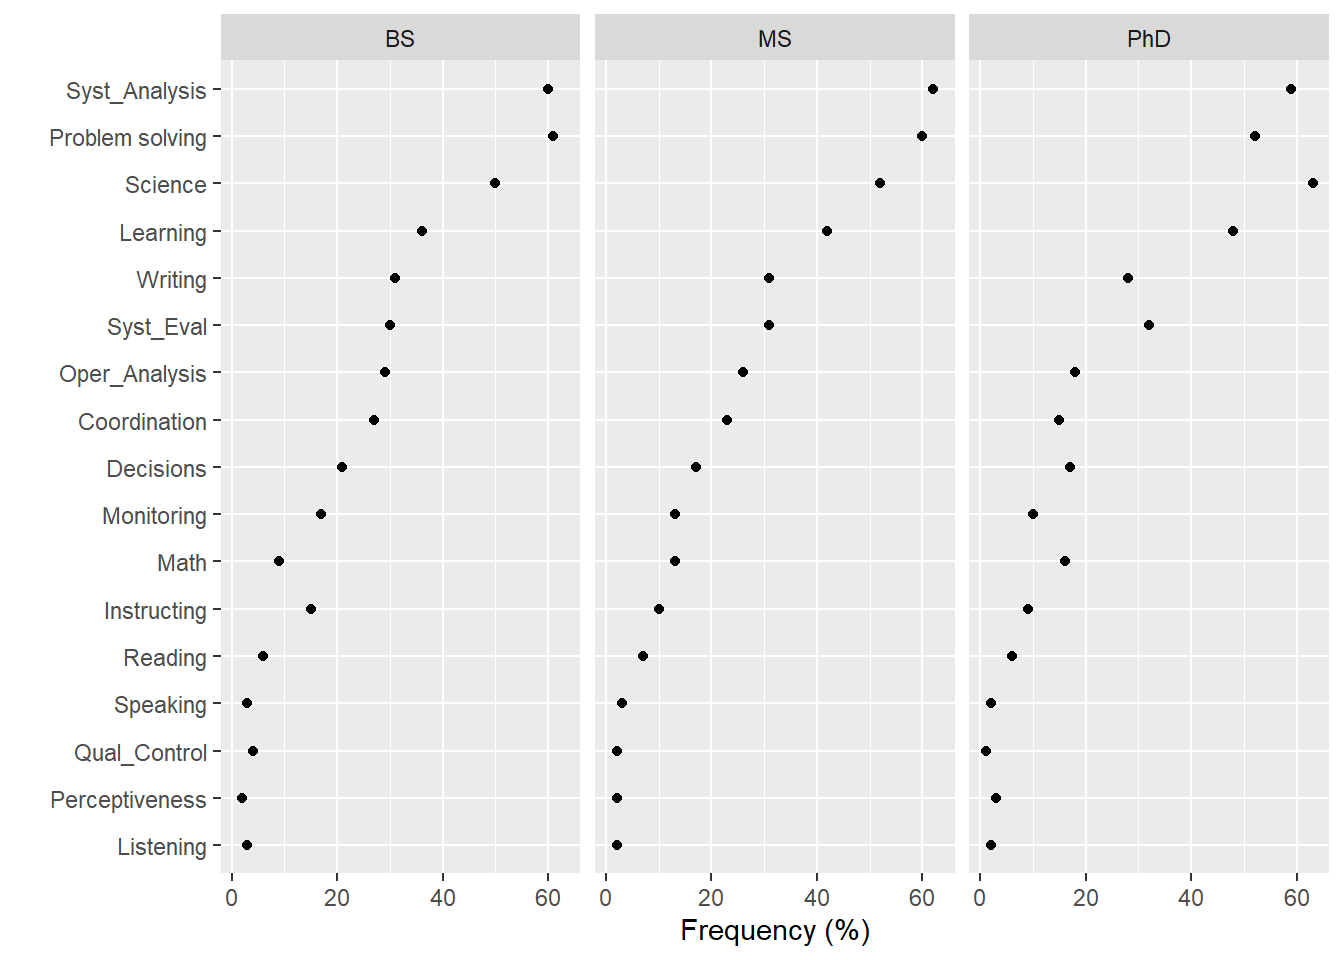 BS MS PhD
Syst_Analysis
Problem solving
Science
Learning
Writing
Syst_Eval
Oper_Analysis
Coordination
Decisions
Monitoring
Math
Instructing
Reading
Speaking
Qual_Control
Perceptiveness
Listening
0 20 40 60 0 20 40 60 0 20 40 60
Frequency (%)